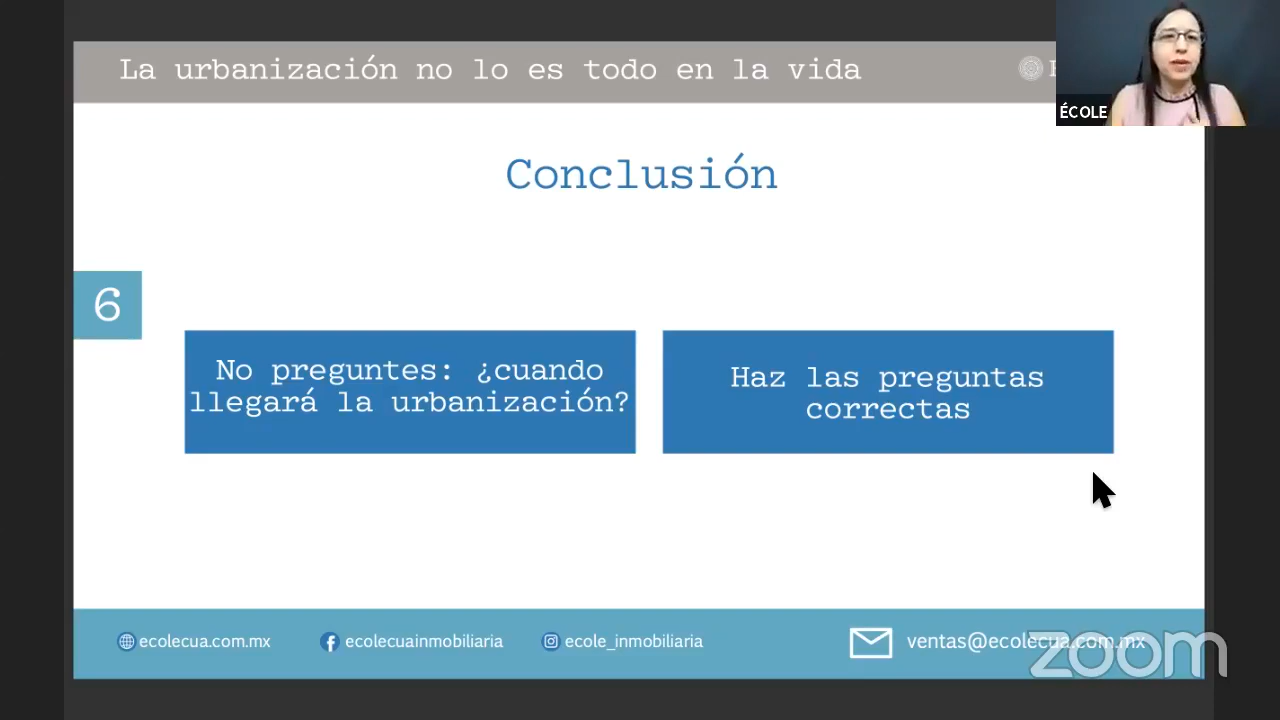 La urbanización no lo es todo en la vida
ÉCOLE
Conclusión
6
No preguntes: ¿cuando
llegará la urbanización?
Haz las preguntas
correctas
ecolecua.com.mx
ecolecuainmobiliaria
ecole_inmobiliaria
ventas@ecolecua.com.mx
zoom